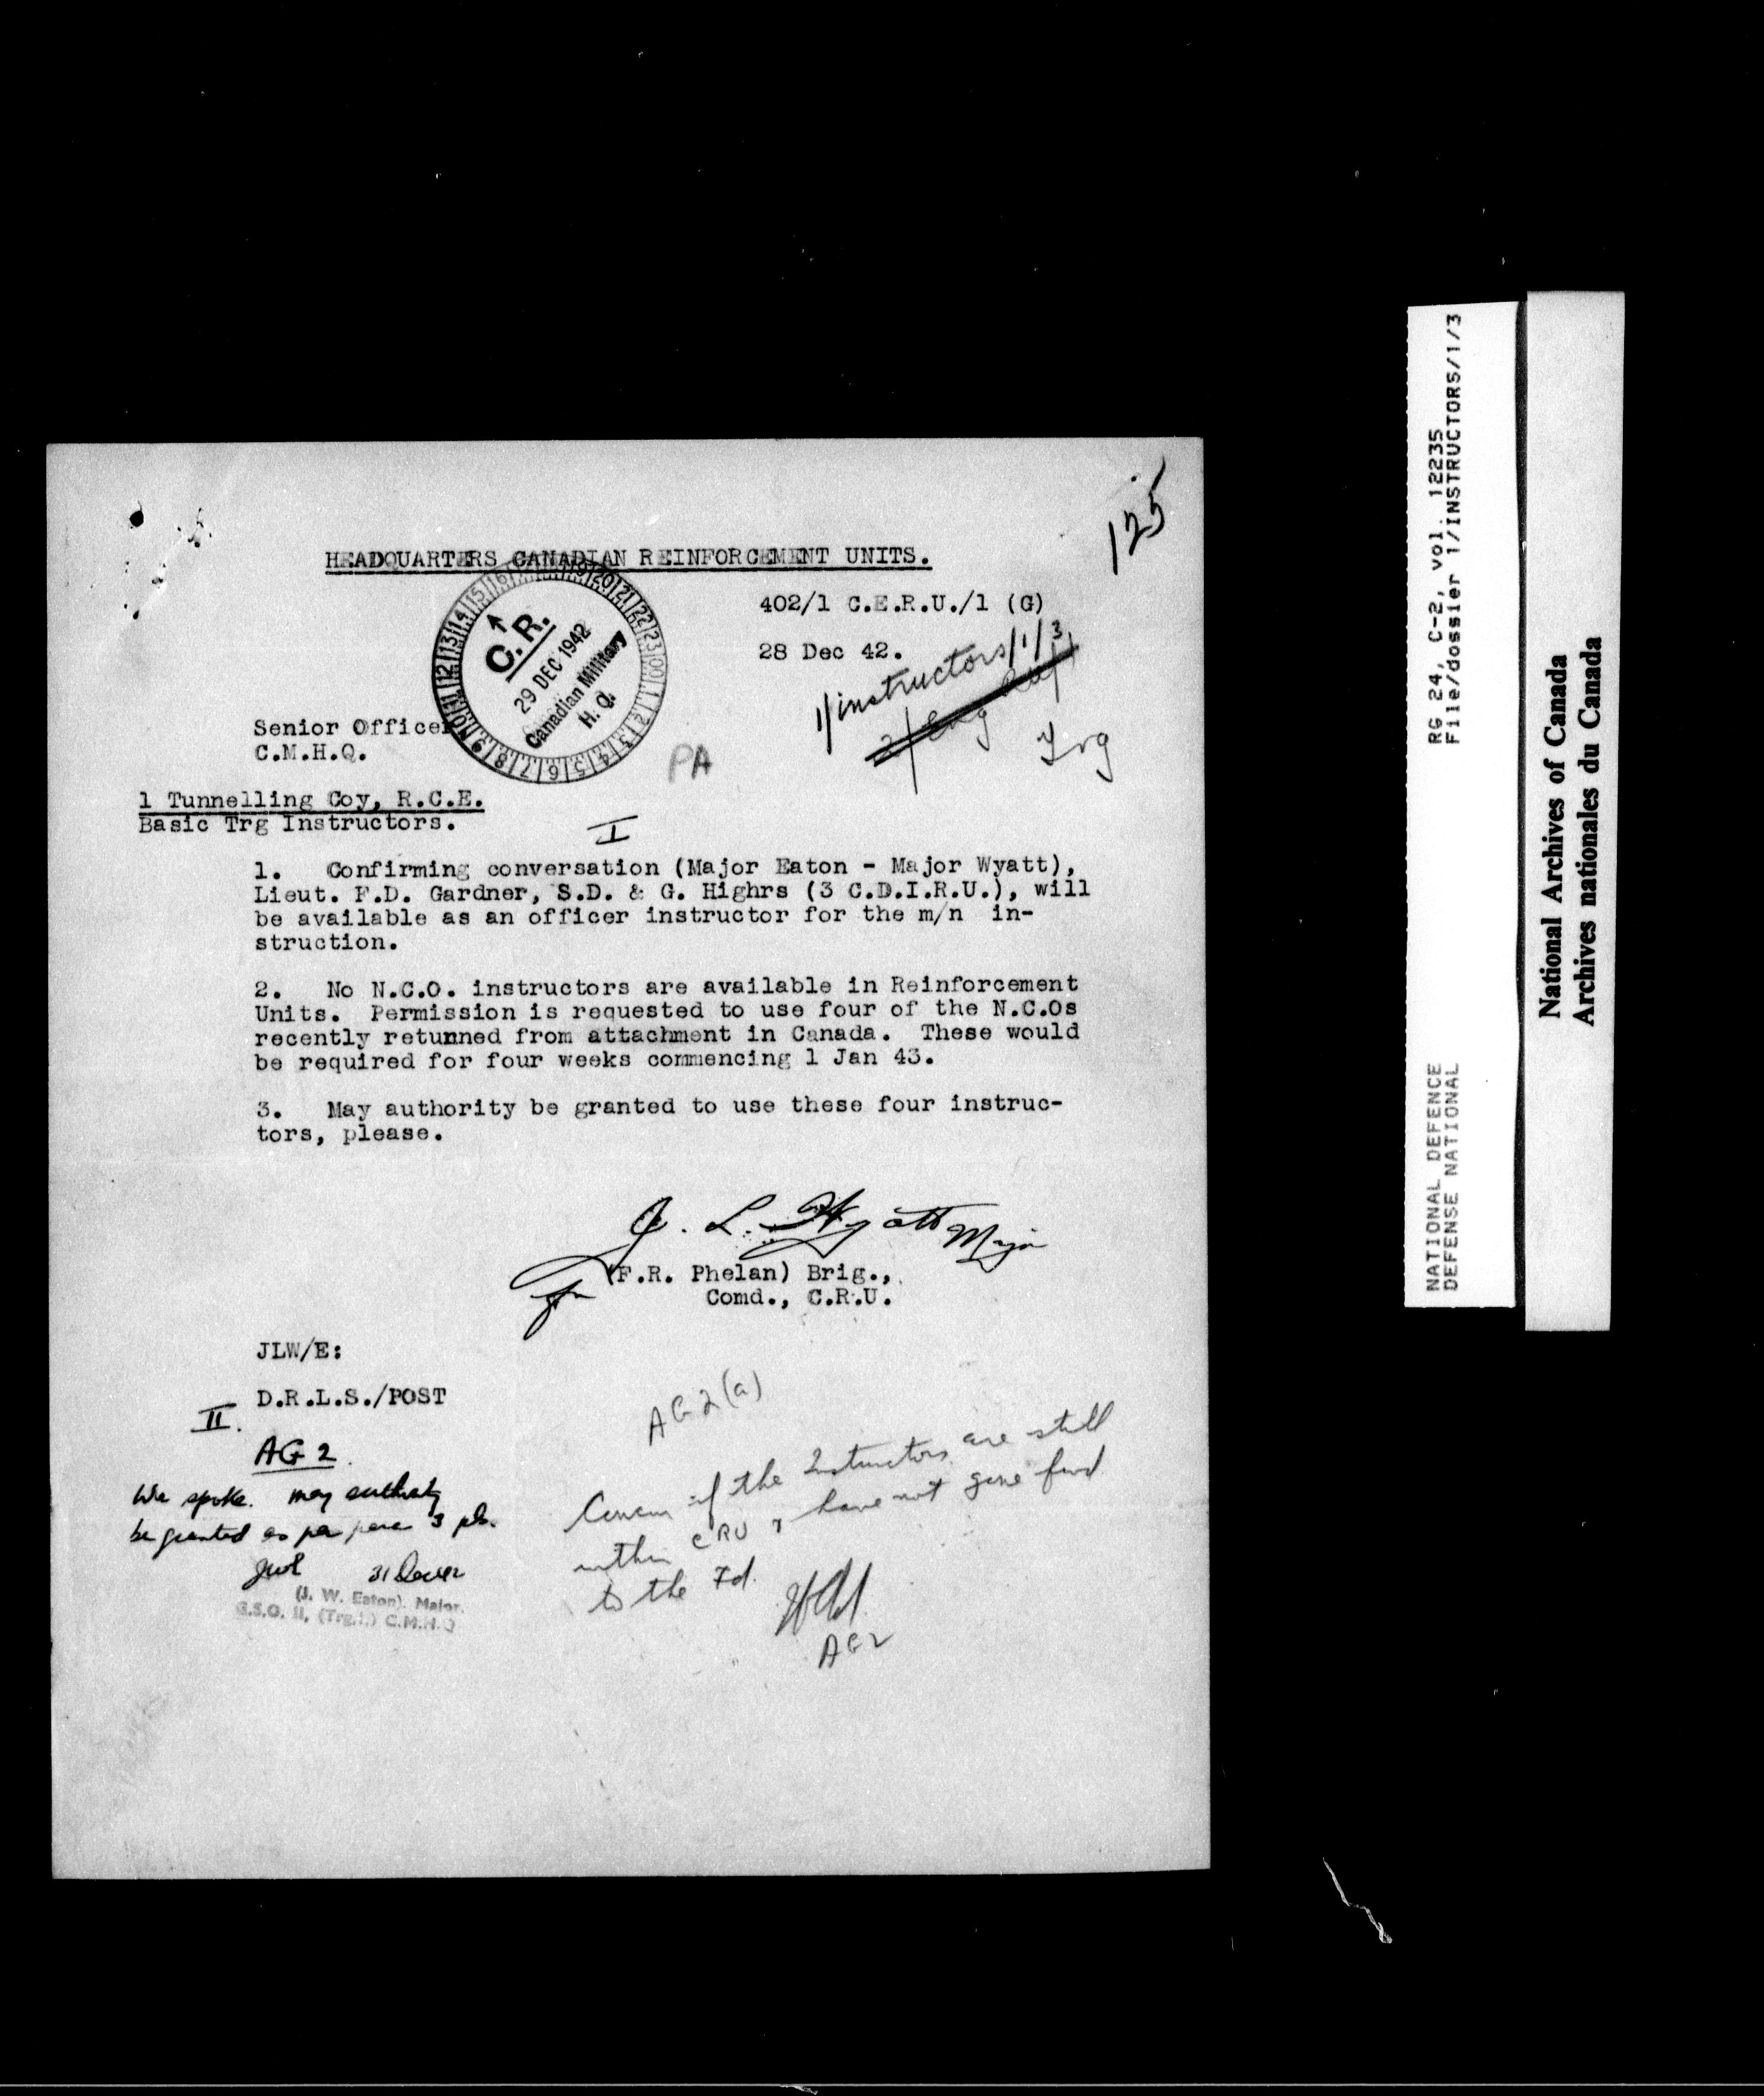 125
HEADQUARTERS CANADIAN REINFORCEMENT UNITS.
402/1 C.E.R.U./1 (G)
28 Dec 42.
1/instructors/1/3
2/Eng
Trg
C.R.
29 DEC 1942
Canadian Military
H.Q.
Senior Officer
C.M.H.Q.
PA
1 Tunnelling Coy, R.C.E.
Basic Trg Instructors.
I
1. Confirming conversation (Major Eaton - Major Wyatt),
Lieut. F.D. Gardner, S.D. & G. Highrs (3 C.D.I.R.U.), will
be available as an officer instructor for the m/n in-
struction.
2. No N.C.O. instructors are available in Reinforcement
Units. Permission is requested to use four of the N.C.Os
recently retunned from attachment in Canada. These would
be required for four weeks commencing 1 Jan 43.
3. May authority be granted to use these four instruc-
tors, please.
J. L. Wyatt Major
for (F.R. Phelan) Brig.,
Comd., C.R.U.
JLW/E:
D.R.L.S./POST
II.
AG 2.
We spoke. May authority
be granted as per para 3 pls.
31 Dec 42
(J. W. Eaton). Major.
G.S.O. II, (Trg.) C.M.H.Q
AG 2(a)
Concur if the Instructors are still
within CRU & have not gone fwd
to the Fd.
AG2
RG 24, C-2, vol. 12235
File/dossier 1/INSTRUCTORS/1/3
NATIONAL DEFENCE
DEFENSE NATIONAL
National Archives of Canada
Archives nationales du Canada